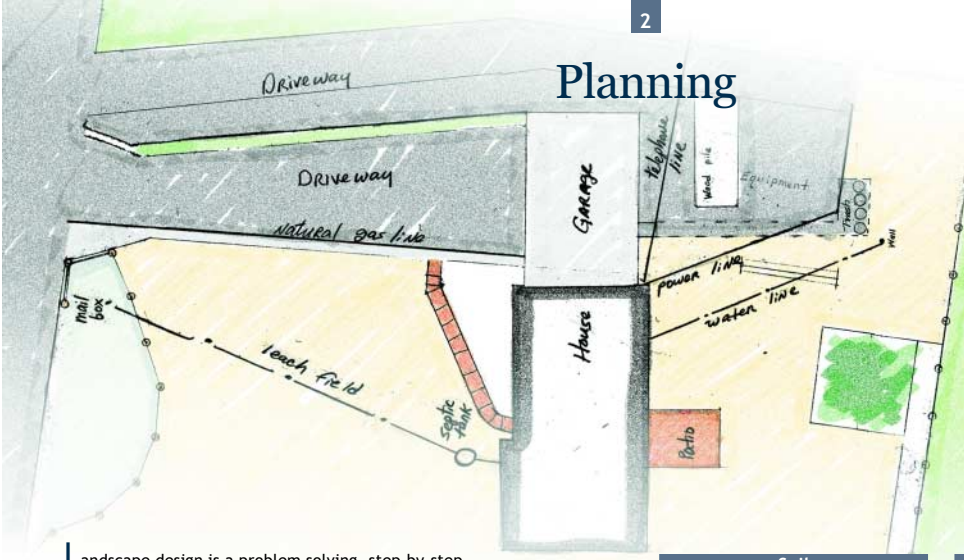 2
Planning
Driveway
telephone
line
Wood pile
Equipment
Driveway
GARAGE
Trash
natural gas line
Well
power line
water line
mail
box
House
leach field
septic
tank
Patio
andscape design is a problem solving, step-by-step